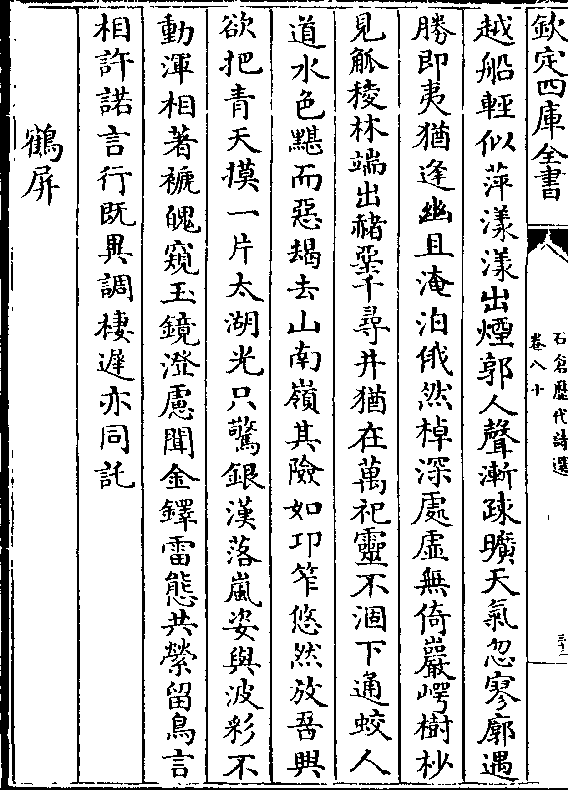 欽定四庫全書
石倉歷代詩選
卷八十
三十二
越船輕似萍漾漾出煙郭人聲漸疎曠天氣忽寥廓遇
勝即夷猶逢幽且淹泊俄然棹深處虛無倚巖崿樹杪
見觚稜林端出赭堊千尋井猶在萬祀靈不涸下通蛟人
道水色黮而惡朅去山南嶺其險如卭笮悠然放吾興
欲把青天摸一片太湖光只驚銀漢落嵐姿與波彩不
動渾相著褫魄窺玉鏡澄慮聞金鐸雷態共縈留鳥言
相許諾言行既異調棲遲亦同託
鶴屏